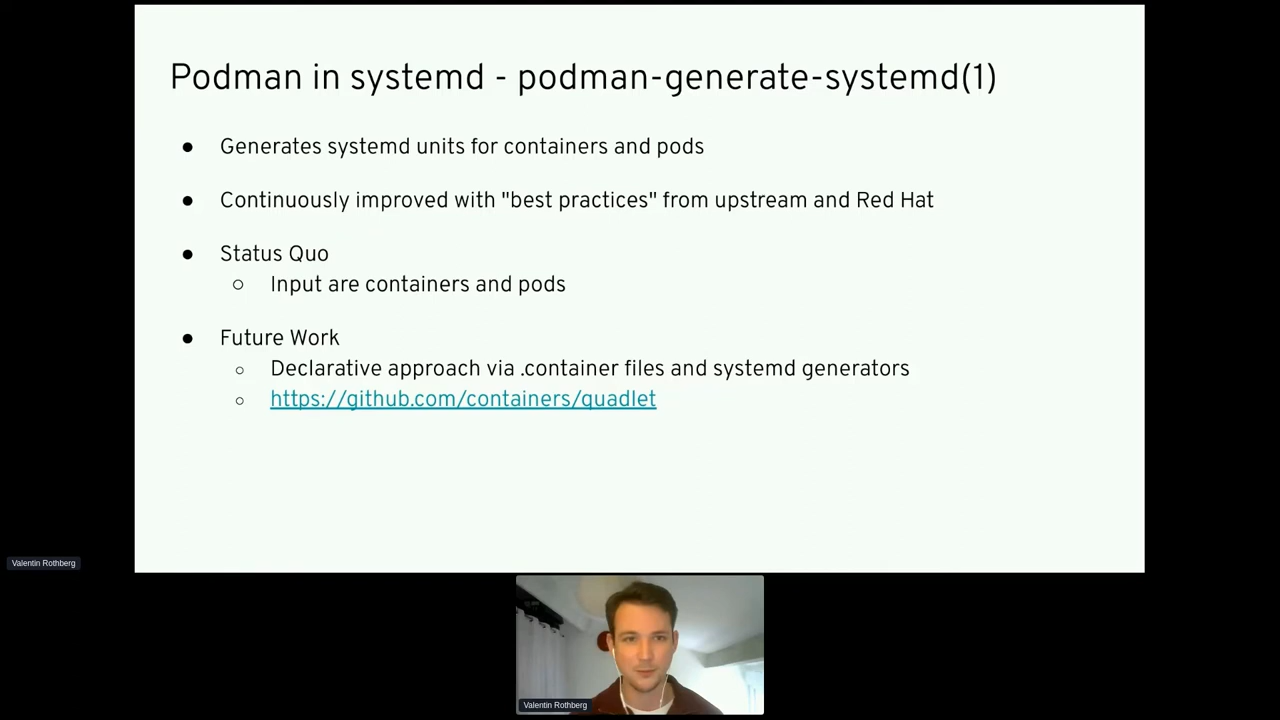 Podman in systemd - podman-generate-systemd(1)
● Generates systemd units for containers and pods
● Continuously improved with "best practices" from upstream and Red Hat
● Status Quo
○ Input are containers and pods
● Future Work
○ Declarative approach via .container files and systemd generators
○ https://github.com/containers/quadlet
Valentin Rothberg
Valentin Rothberg